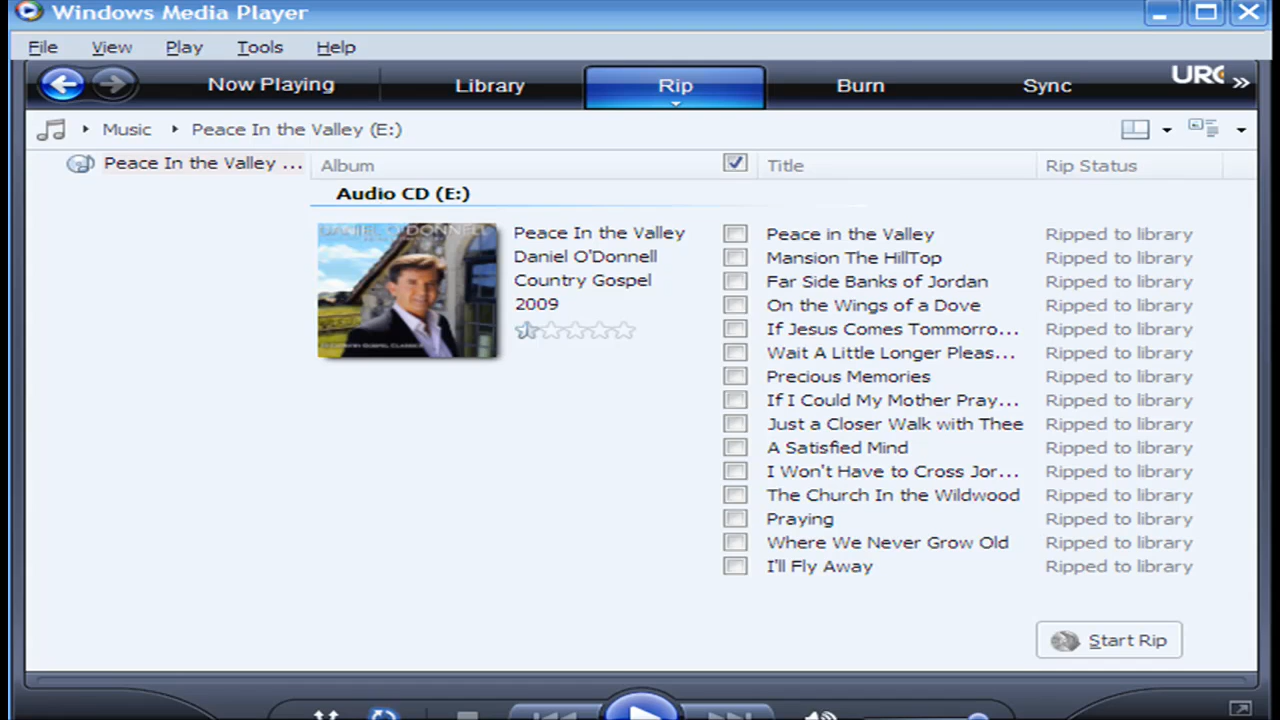 Windows Media Player
File View Play Tools Help
Now Playing Library Rip Burn Sync URG »
Music Peace In the Valley (E:)
Peace In the Valley ... Album Title Rip Status
Audio CD (E:)
DANIEL O'DONNELL
Peace In the Valley
Daniel O'Donnell
Country Gospel
2009
Peace in the Valley Ripped to library
Mansion The HillTop Ripped to library
Far Side Banks of Jordan Ripped to library
On the Wings of a Dove Ripped to library
If Jesus Comes Tommorro... Ripped to library
Wait A Little Longer Pleas... Ripped to library
Precious Memories Ripped to library
If I Could My Mother Pray... Ripped to library
Just a Closer Walk with Thee Ripped to library
A Satisfied Mind Ripped to library
I Won't Have to Cross Jor... Ripped to library
The Church In the Wildwood Ripped to library
Praying Ripped to library
Where We Never Grow Old Ripped to library
I'll Fly Away Ripped to library
Start Rip